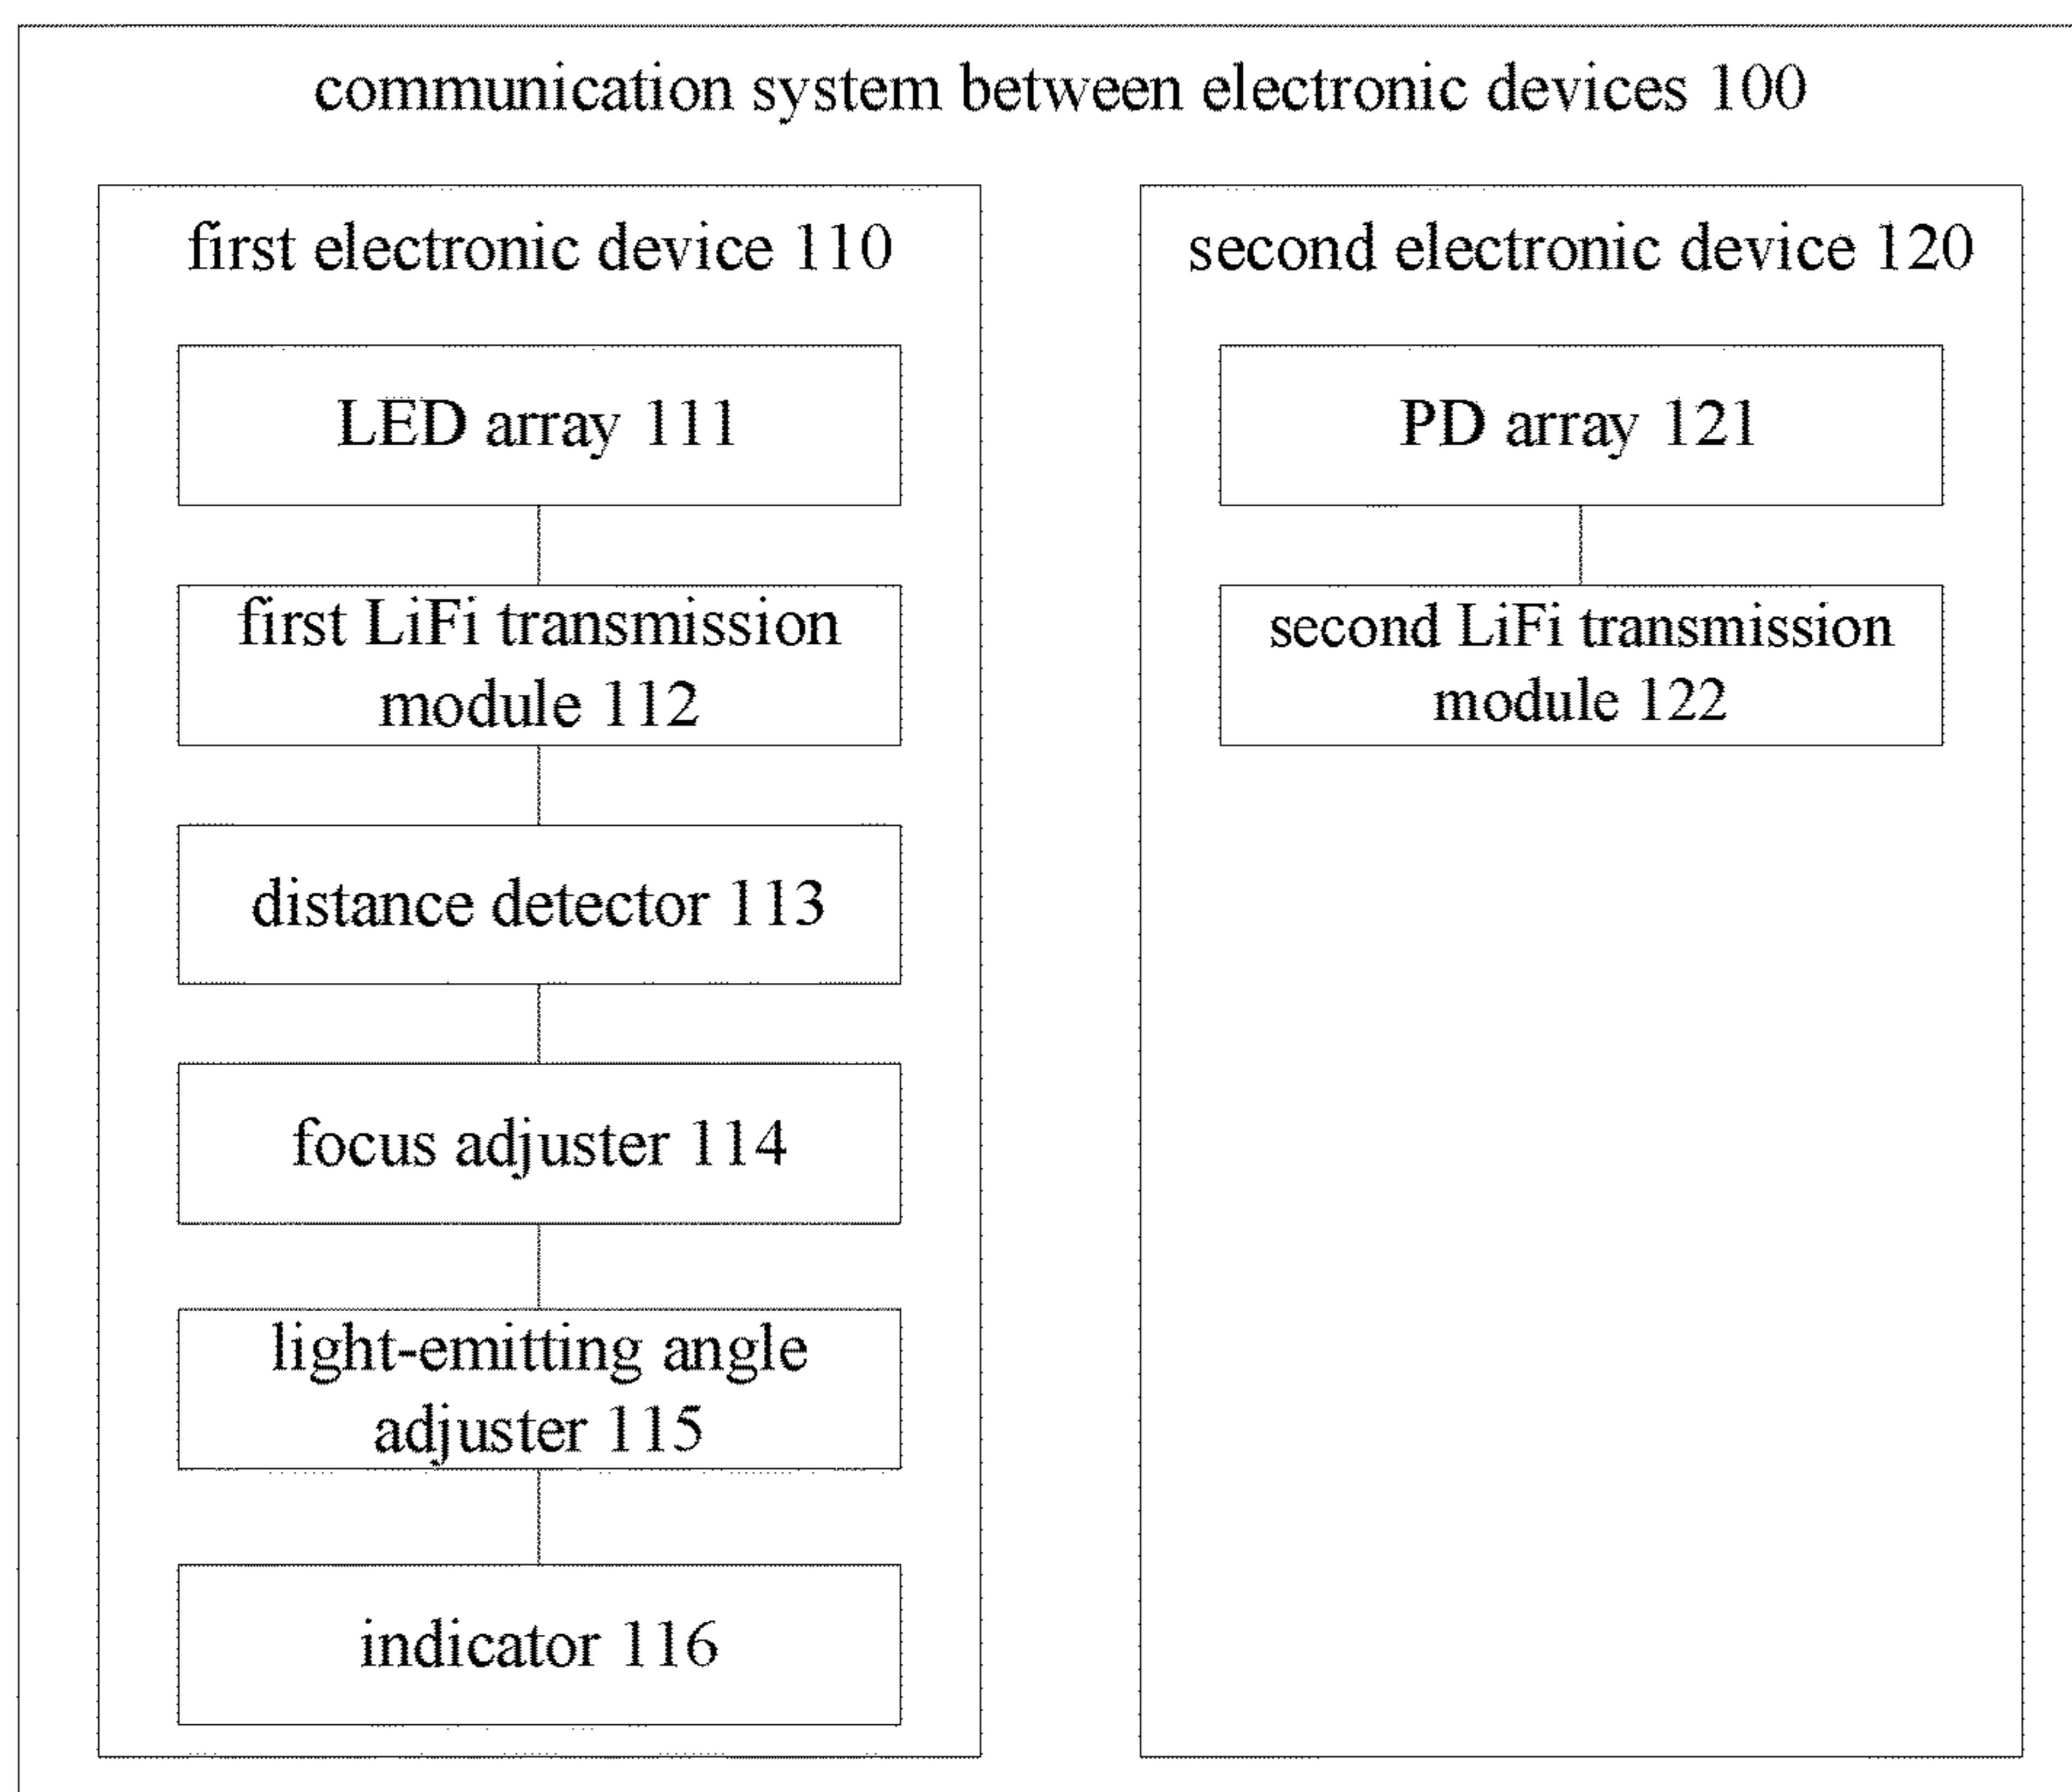 communication system between electronic devices 100
first electronic device 110
LED array 111
first LiFi transmission
module 112
distance detector 113
focus adjuster 114
light-emitting angle
adjuster 115
indicator 116
second electronic device 120
PD array 121
second LiFi transmission
module 122